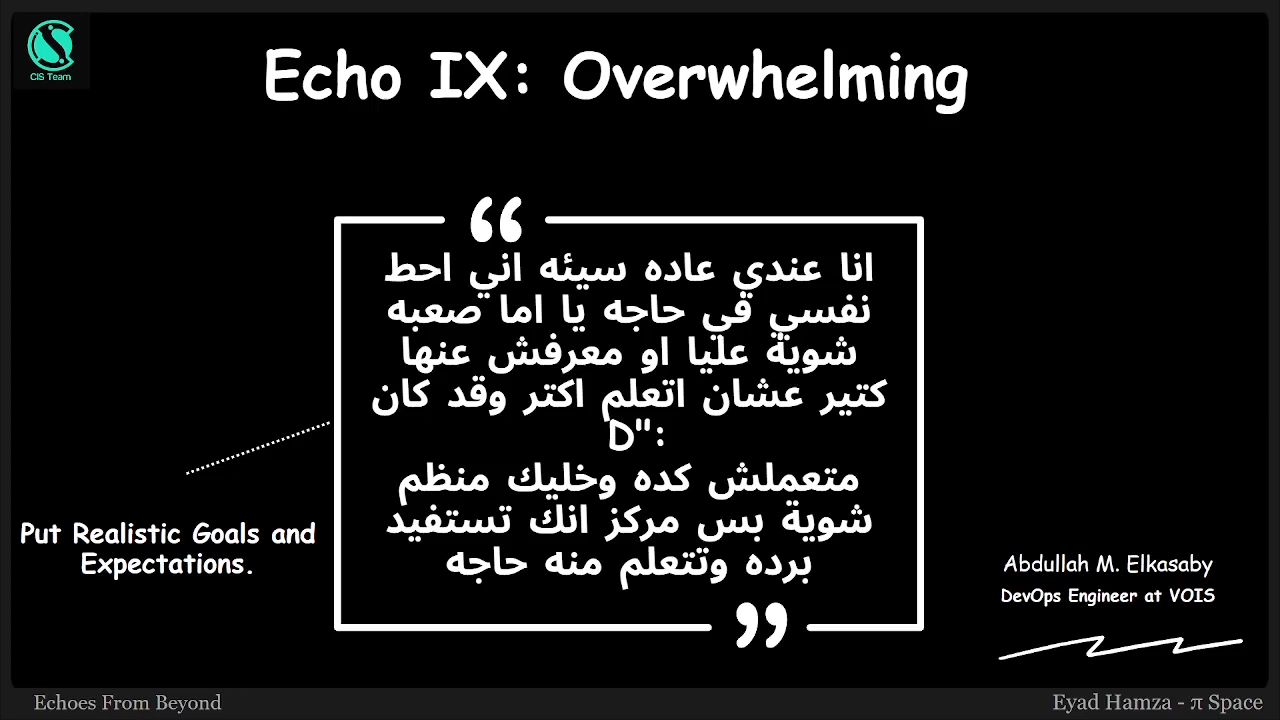 CIS Team
Echo IX: Overwhelming
“
انا عندي عاده سيئه اني احط
نفسي في حاجه يا اما صعبه
شوية عليا او معرفش عنها
كتير عشان اتعلم اكتر وقد كان
D":
متعملش كده وخليك منظم
شوية بس مركز انك تستفيد
برده وتتعلم منه حاجه
”
Put Realistic Goals and
Expectations.
Abdullah M. Elkasaby
DevOps Engineer at VOIS
Echoes From Beyond
Eyad Hamza - π Space